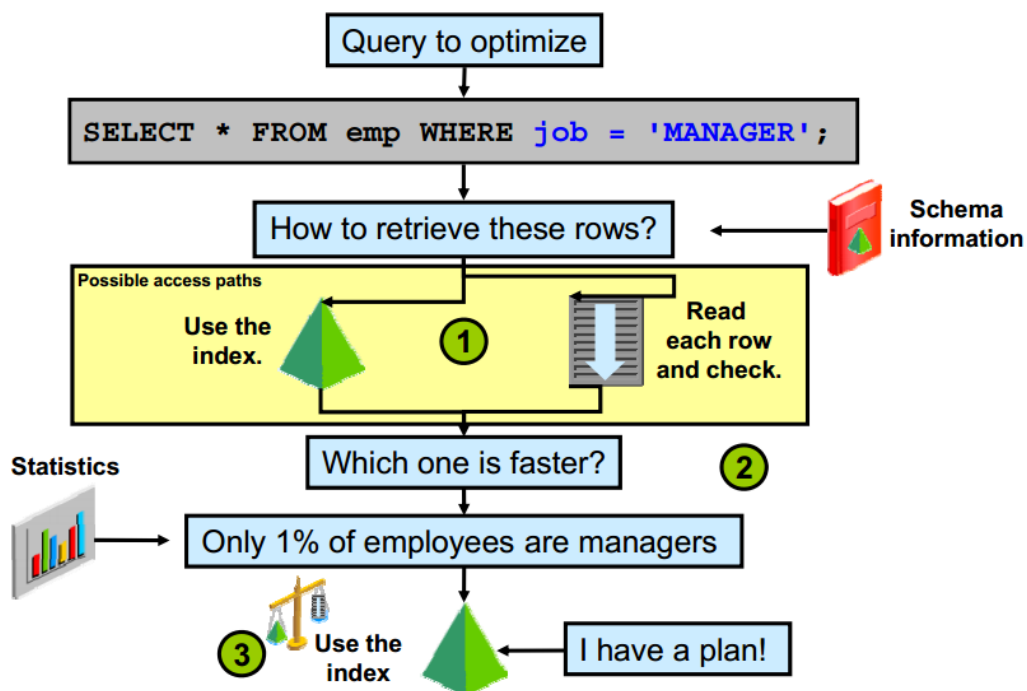 Query to optimize
SELECT * FROM emp WHERE job = 'MANAGER';
How to retrieve these rows?
Schema
information
Possible access paths
Use the
index.
1
Read
each row
and check.
Which one is faster?
2
Statistics
Only 1% of employees are managers
3
Use the
index
I have a plan!